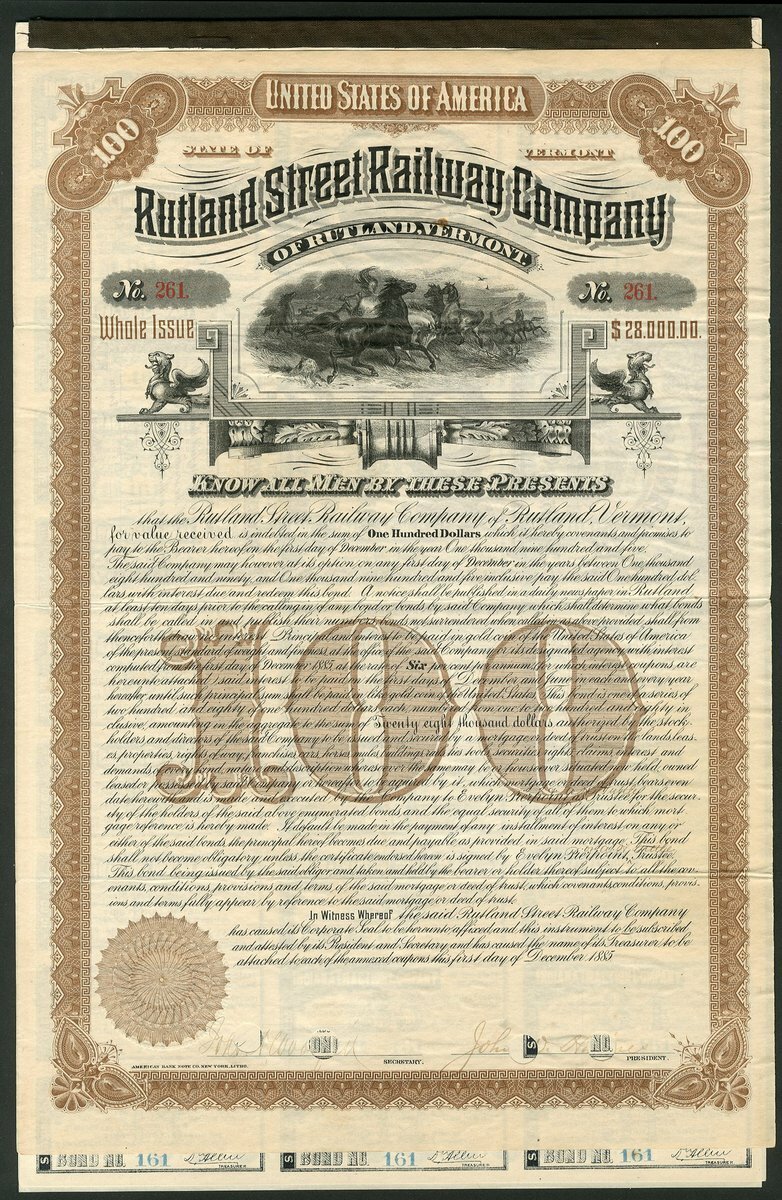 UNITED STATES OF AMERICA
100
100
STATE OF VERMONT
Rutland Street Railway Company
OF RUTLAND, VERMONT
No. 261.
No. 261.
Whole Issue
$28.000.00.
KNOW ALL MEN BY THESE PRESENTS
that the Rutland Street Railway Company of Rutland, Vermont,
for value received is indebted in the sum of One Hundred Dollars which it hereby covenants and promises to
pay to the Bearer hereof on the first day of December in the year One thousand nine hundred and five.
The said Company may however at its option on any first day of December in the years between One thousand
eight hundred and ninety, and One thousand nine hundred and five inclusive pay the said One hundred dol-
lars with interest due and redeem this bond. A notice shall be published in a daily newspaper in Rutland,
at least ten days prior to the calling in of any bond or bonds by said Company which shall determine what bonds
shall be called in and publish their numbers. Bonds not surrendered when called in as above provided shall from
thenceforth carry no interest. Principal and interest to be paid in gold coin of the United States of America
of the present standard of weight and fineness, at the office of the said company or its designated agency, with interest
computed from the first day of December 1885 at the rate of Six per cent per annum, for which interest coupons are
hereunto attached said interest to be paid on the first days of December and June in each and every year
hereafter, until such principal sum shall be paid in like gold coin of the United States. This bond is one of a series of
two hundred and eighty of one hundred dollars each, numbered from one to two hundred and eighty in-
clusive, amounting in the aggregate to the sum of Twenty eight thousand dollars authorized by the stock-
holders and directors of the said Company to be issued and secured by a mortgage or deed of trust on the lands, leas-
es, properties, rights of way, franchises, cars, horses, mules, buildings, railities tools, securities, rights, claims, interest and
demands of every kind, nature and description whatsoever over the same may be or howsoever situated now held, owned
leased or possessed by said Company or hereafter to be acquired by it, which mortgage or deed of trust bears even
date herewith and is made and executed by the said Company to Evelyn Pierpoint, as Trustee for the secur-
ity of the holders of the said above enumerated bonds, and the equal security of all of them to which mort-
gage reference is hereby made. If default be made in the payment of any installment of interest on any or
either of the said bonds the principal hereof becomes due and payable as provided in said mortgage. This bond
shall not become obligatory unless the certificate endorsed hereon is signed by Evelyn Pierpoint, Trustee.
This bond being issued by the said obligor and taken and held by the bearer or holder thereof subject to all the cov-
enants, conditions, provisions and terms of the said mortgage or deed of trust, which covenants, conditions, provis-
ions and terms fully appear by reference to the said mortgage or deed of trust.
100
In Witness Whereof the said Rutland Street Railway Company
has caused its Corporate Seal to be hereunto affixed and this instrument to be subscribed
and attested by its President and Secretary and has caused the name of its Treasurer to be
attached to each of the annexed coupons this first day of December 1885
SECRETARY.
John
PRESIDENT.
AMERICAN BANK NOTE CO. NEW YORK, LITHO.
$ BOND NO. 161 TREASURER
$ BOND NO. 161 TREASURER
$ BOND NO. 161 TREASURER